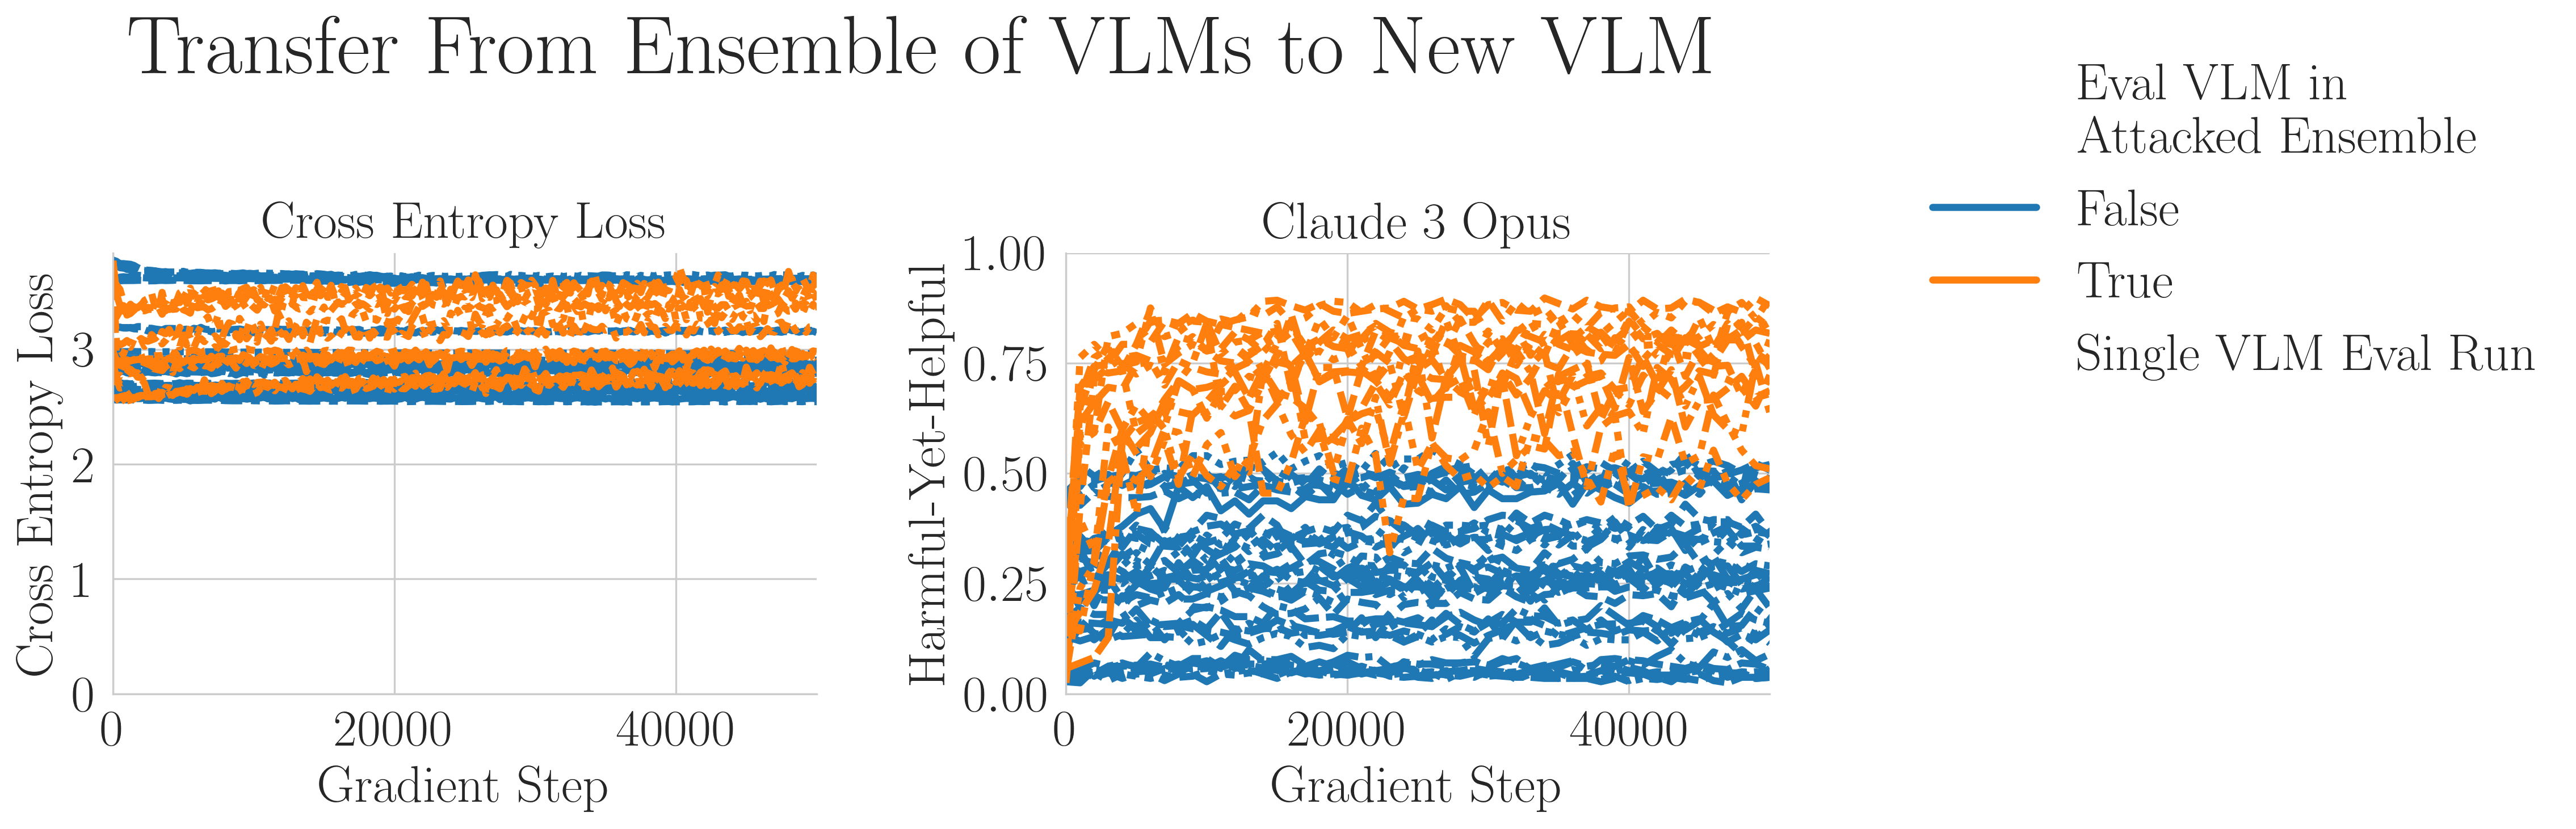 Transfer From Ensemble of VLMs to New VLM
Cross Entropy Loss
Cross Entropy Loss
3
2
1
0
0
20000
40000
Gradient Step
Claude 3 Opus
Harmful-Yet-Helpful
1.00
0.75
0.50
0.25
0.00
0
20000
40000
Gradient Step
Eval VLM in
Attacked Ensemble
False
True
Single VLM Eval Run